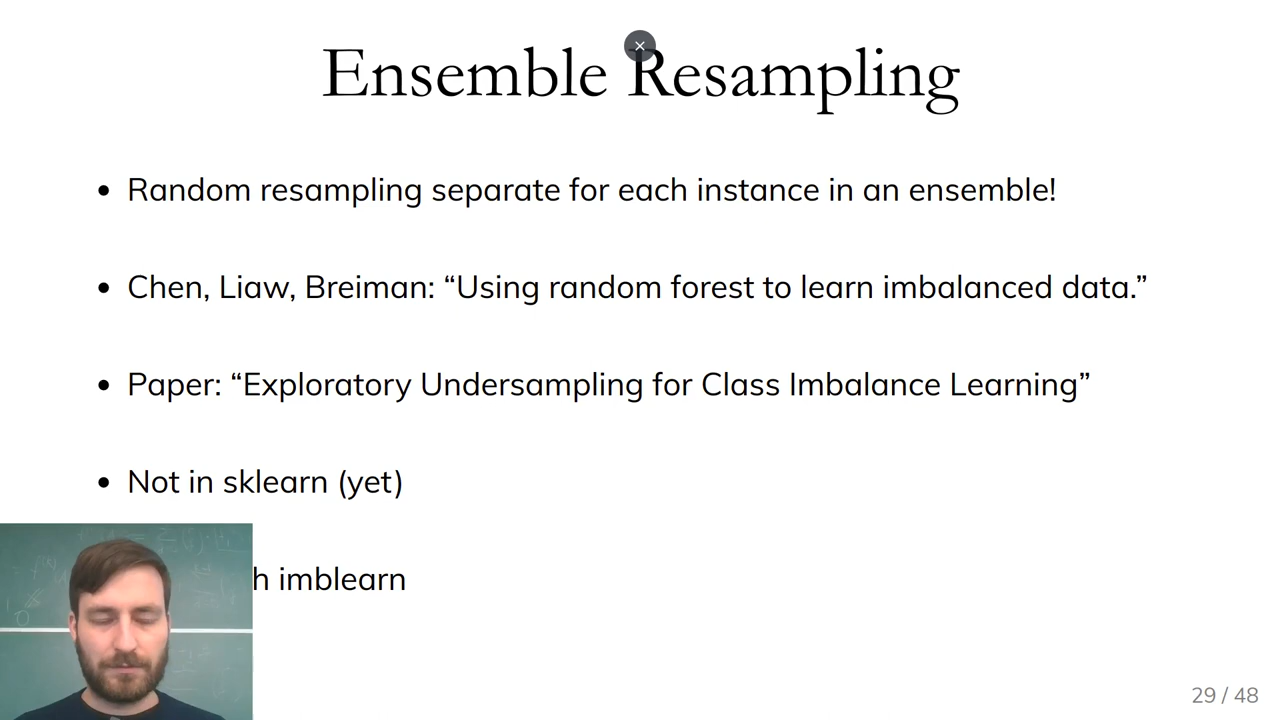 Ensemble Resampling
• Random resampling separate for each instance in an ensemble!
• Chen, Liaw, Breiman: “Using random forest to learn imbalanced data.”
• Paper: “Exploratory Undersampling for Class Imbalance Learning”
• Not in sklearn (yet)
h imblearn
29 / 48